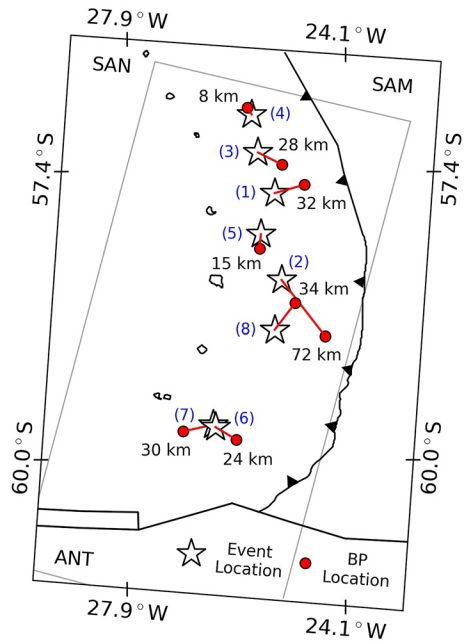 27.9° W
24.1° W
SAN
SAM
8 km
(4)
57.4° S
57.4° S
(3)
28 km
(1)
32 km
(5)
15 km
(2)
34 km
(8)
72 km
(7)
(6)
30 km
24 km
60.0° S
60.0° S
ANT
Event
Location
BP
Location
27.9° W
24.1° W